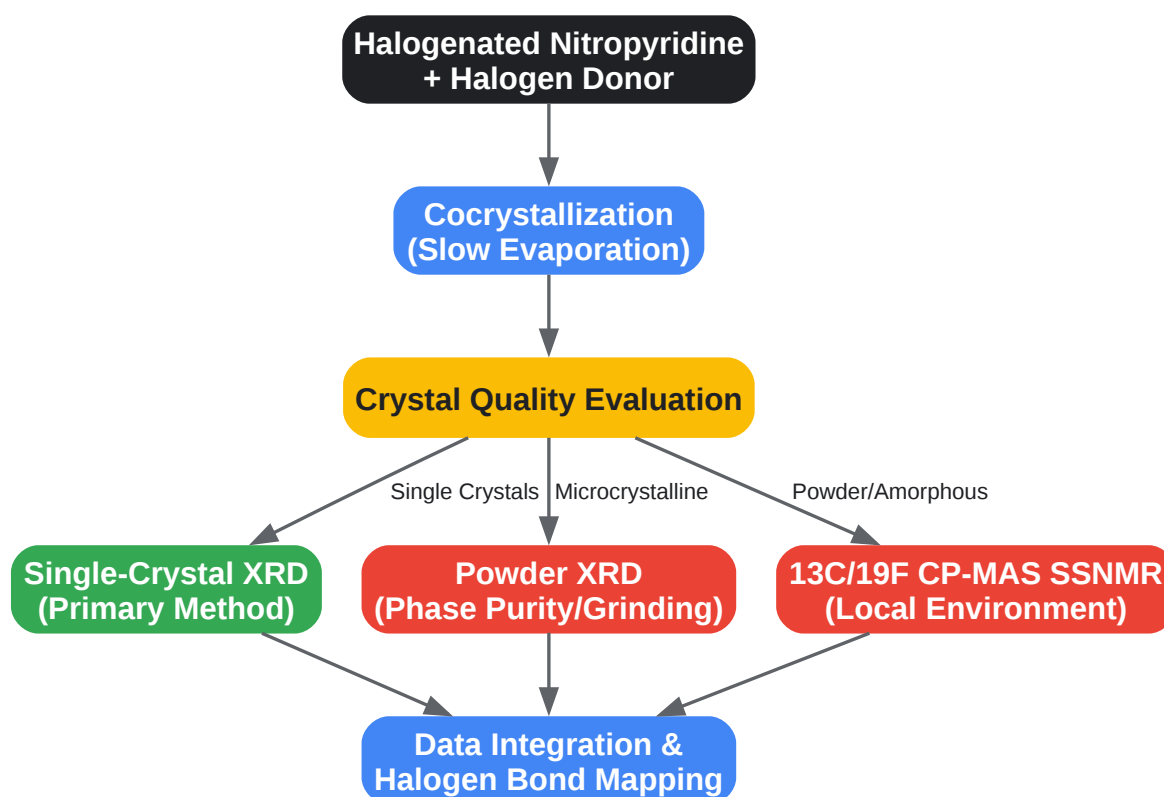 Halogenated Nitropyridine
+ Halogen Donor
Cocrystallization
(Slow Evaporation)
Crystal Quality Evaluation
Single Crystals
Microcrystalline
Powder/Amorphous
Single-Crystal XRD
(Primary Method)
Powder XRD
(Phase Purity/Grinding)
13C/19F CP-MAS SSNMR
(Local Environment)
Data Integration &
Halogen Bond Mapping